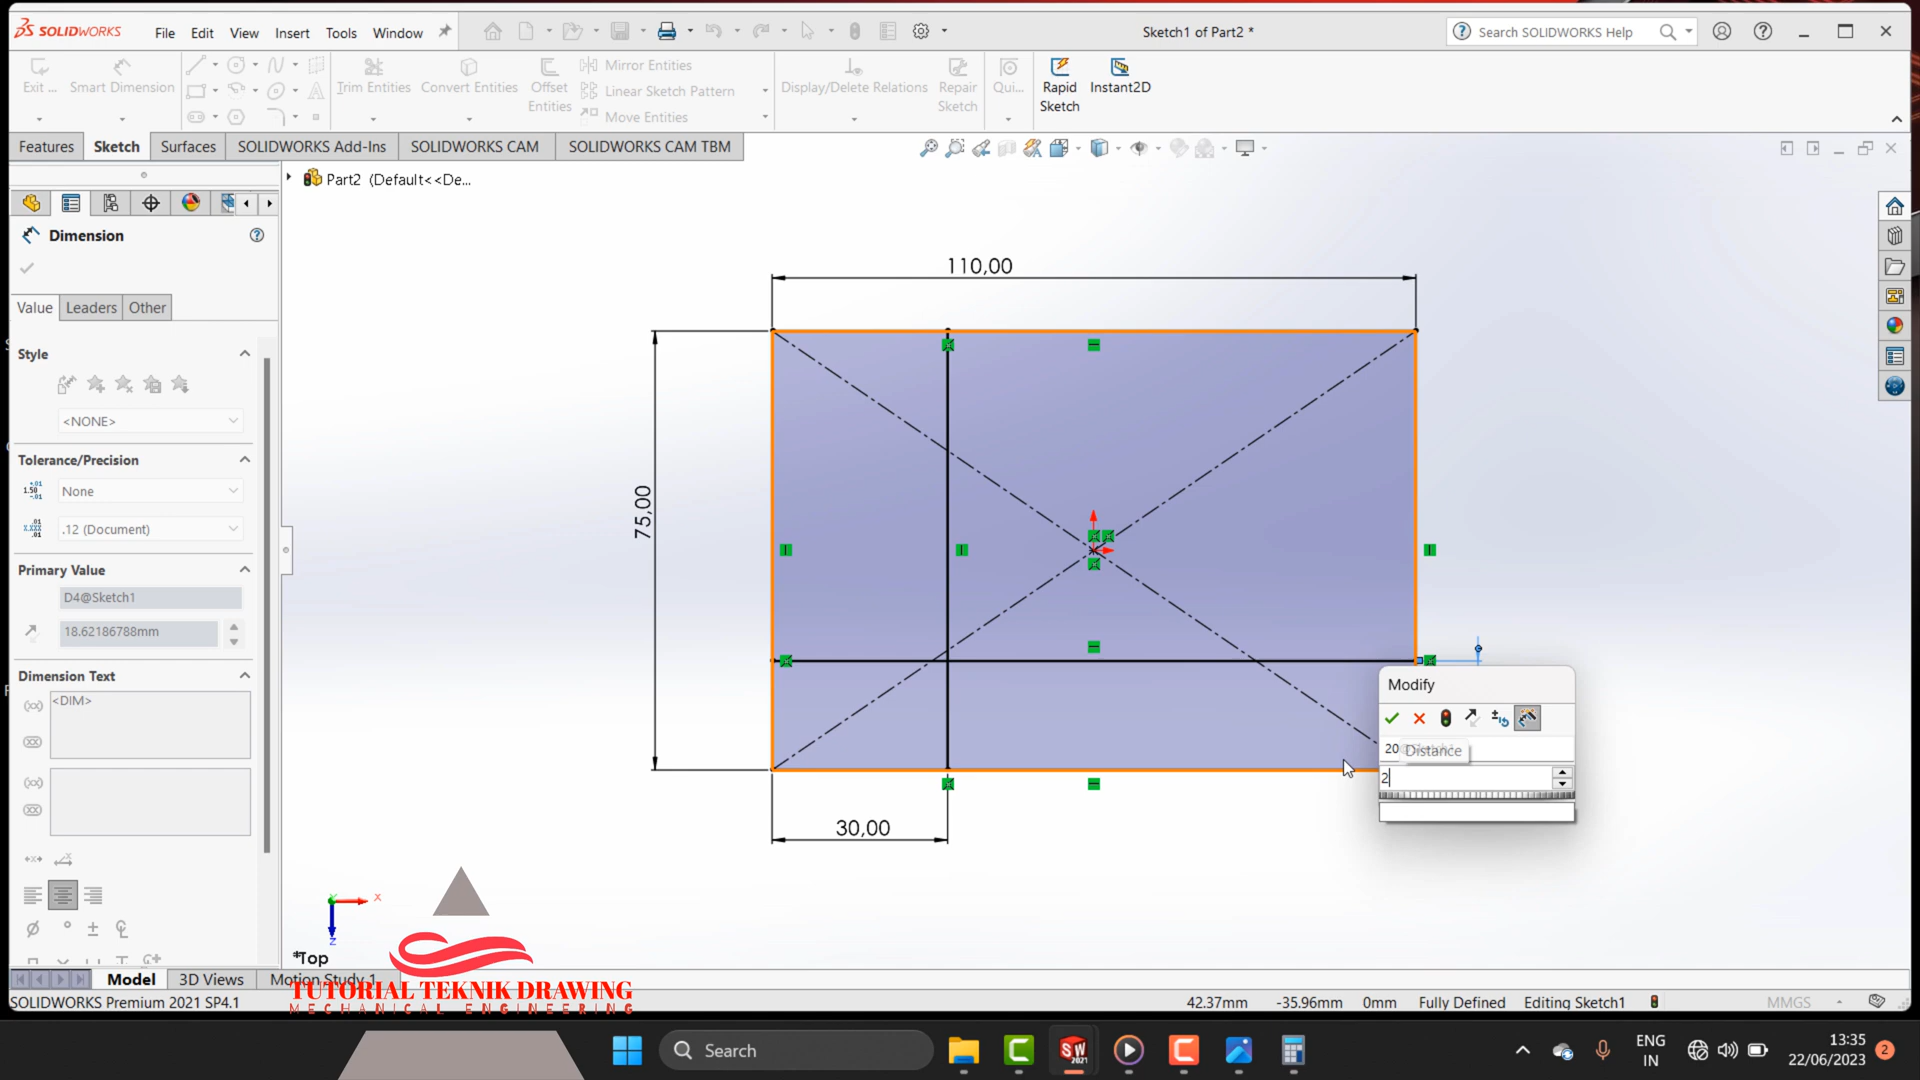 SOLIDWORKS
File Edit View Insert Tools Window
Sketch1 of Part2 *
Search SOLIDWORKS Help
Exit ...
Smart Dimension
Trim Entities
Convert Entities
Offset Entities
Mirror Entities
Linear Sketch Pattern
Move Entities
Display/Delete Relations
Repair Sketch
Qui...
Rapid Sketch
Instant2D
Features Sketch Surfaces SOLIDWORKS Add-Ins SOLIDWORKS CAM SOLIDWORKS CAM TBM
Part2 (Default<<De...
Dimension
Value Leaders Other
Style
<NONE>
Tolerance/Precision
None
.12 (Document)
Primary Value
D4@Sketch1
18.62186788mm
Dimension Text
<DIM>
110,00
75,00
30,00
Modify
20
Distance
2
X
Z
*Top
Model 3D Views Motion Study 1
TUTORIAL TEKNIK DRAWING
MECHANICAL ENGINEERING
SOLIDWORKS Premium 2021 SP4.1
42.37mm -35.96mm 0mm Fully Defined Editing Sketch1 MMGS
Search
SW
2021
ENG
IN
13:35
22/06/2023
2